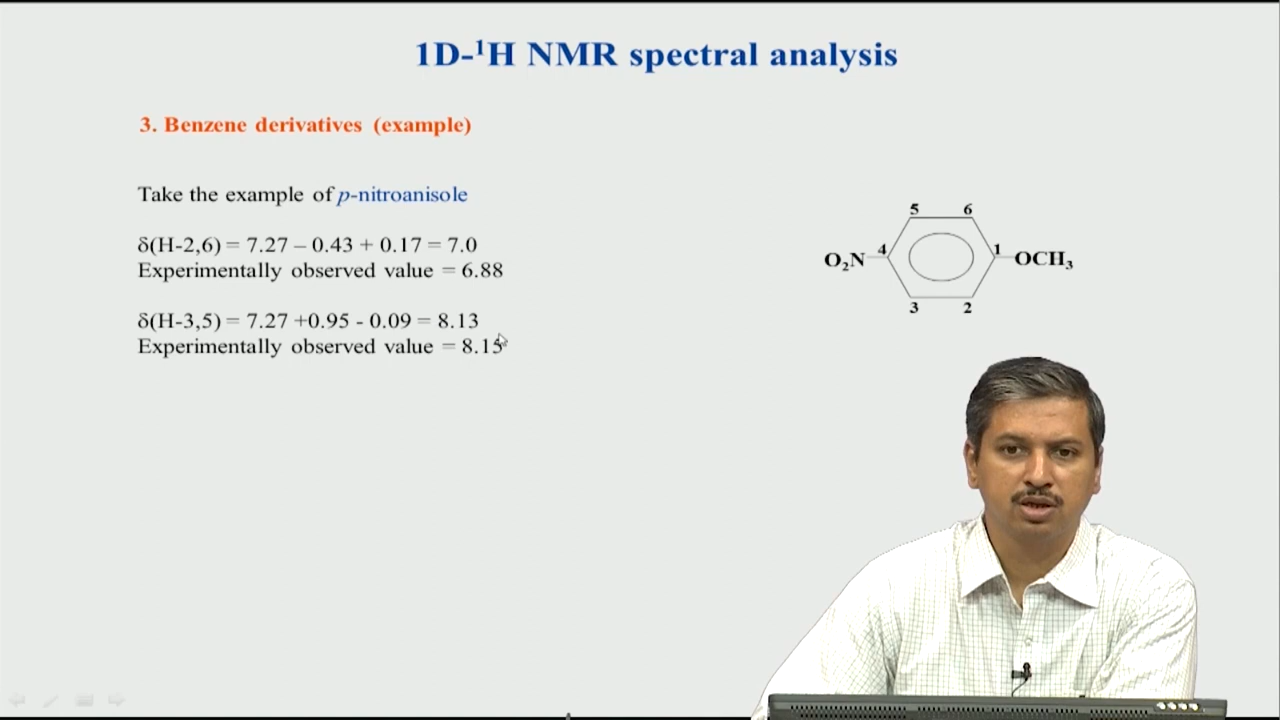 1D-¹H NMR spectral analysis
3. Benzene derivatives (example)
Take the example of p-nitroanisole
δ(H-2,6) = 7.27 – 0.43 + 0.17 = 7.0
Experimentally observed value = 6.88
δ(H-3,5) = 7.27 +0.95 - 0.09 = 8.13
Experimentally observed value = 8.15
5 6
O₂N 4 1 OCH₃
3 2